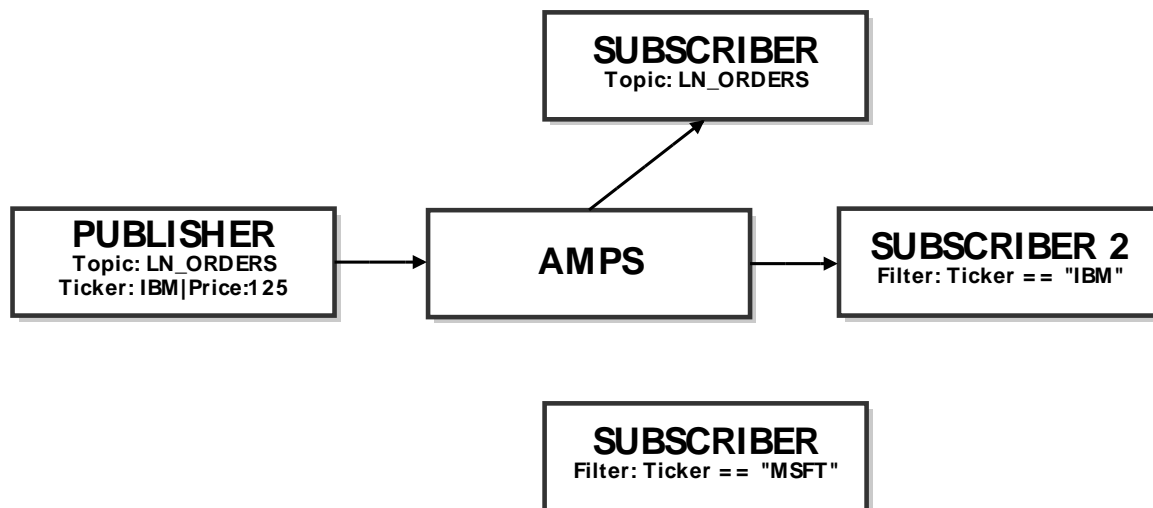 SUBSCRIBER
Topic: LN_ORDERS
PUBLISHER
Topic: LN_ORDERS
Ticker: IBM|Price:125
AMPS
SUBSCRIBER 2
Filter: Ticker == "IBM"
SUBSCRIBER
Filter: Ticker == "MSFT"